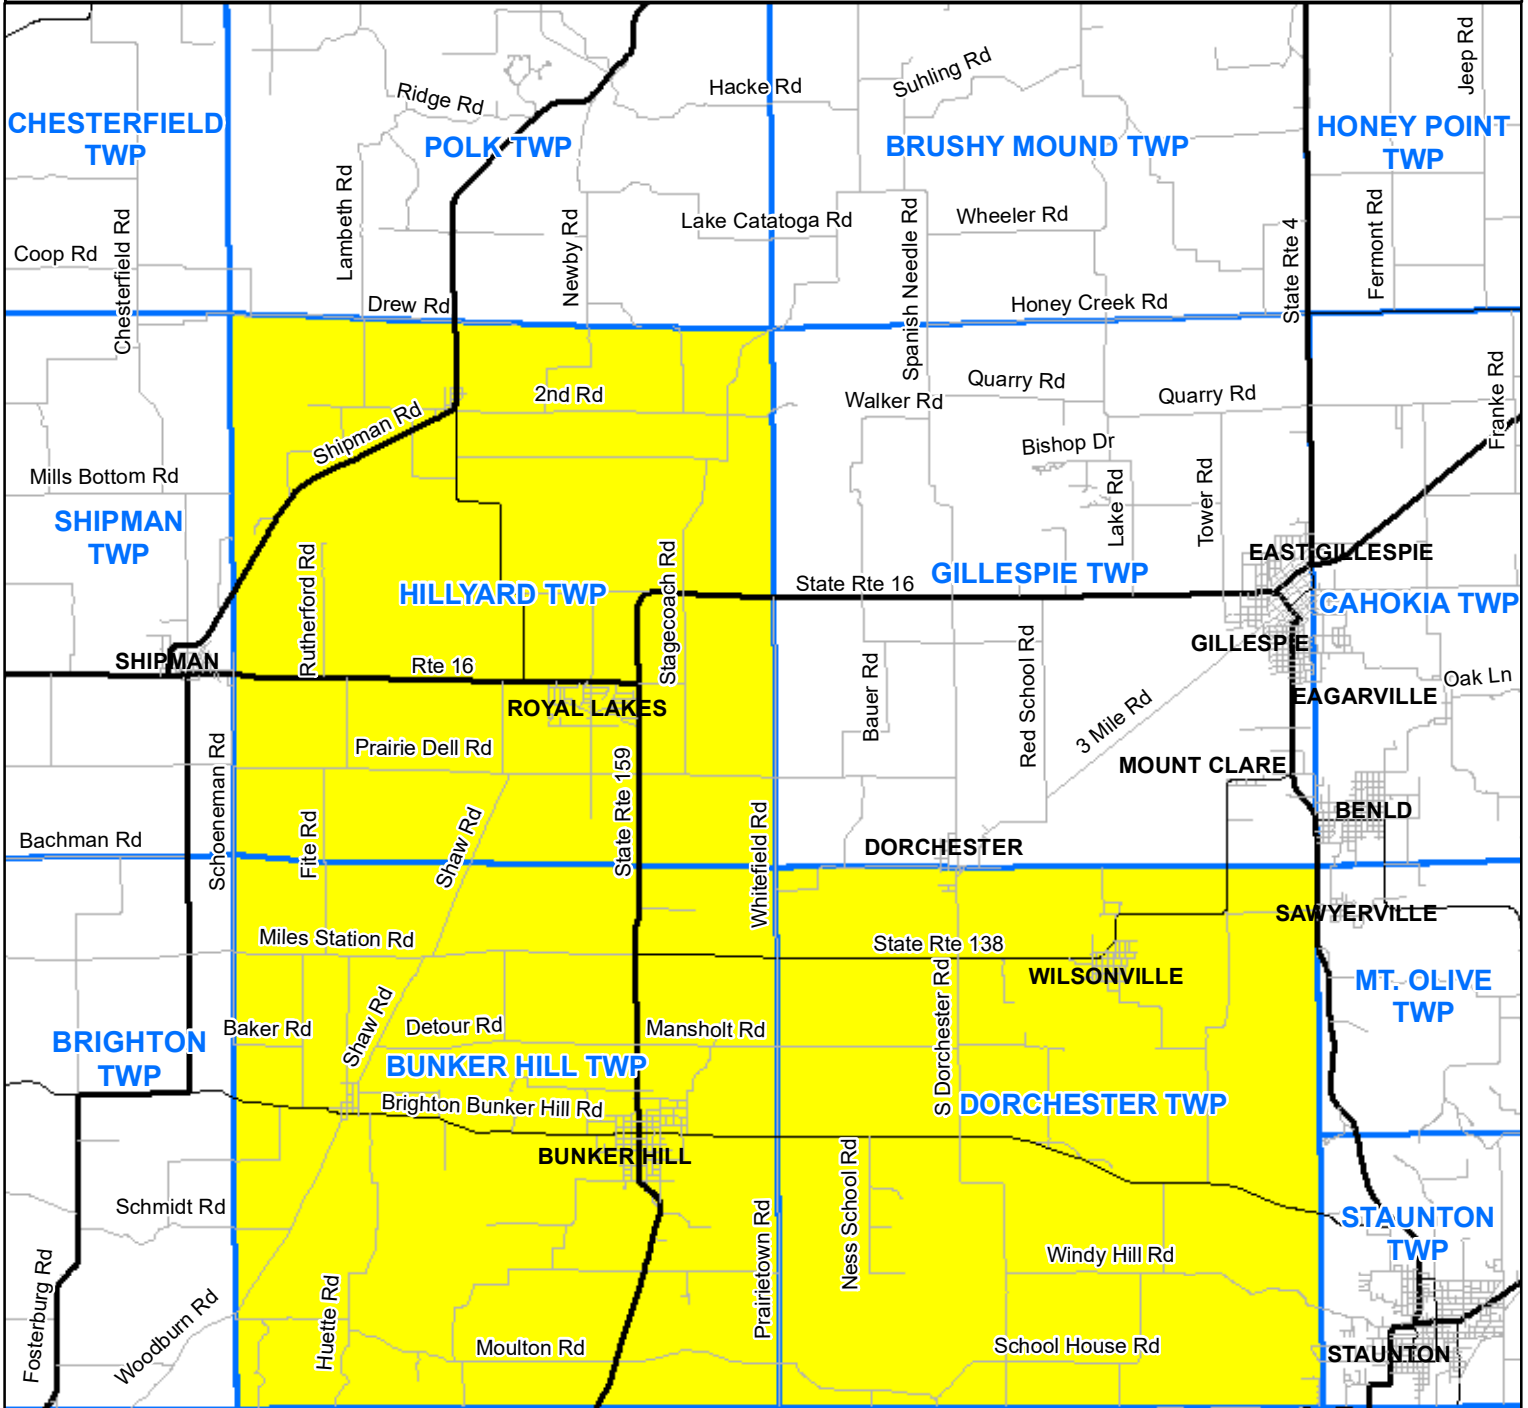 Jeep Rd
Suhling Rd
Hacke Rd
Ridge Rd
CHESTERFIELD
TWP
POLK TWP
BRUSHY MOUND TWP
HONEY POINT
TWP
Lambeth Rd
Chesterfield Rd
Newby Rd
Lake Catatoga Rd
Spanish Needle Rd
Wheeler Rd
State Rte 4
Fermont Rd
Coop Rd
Drew Rd
Honey Creek Rd
Franke Rd
2nd Rd
Quarry Rd
Quarry Rd
Walker Rd
Shipman Rd
Bishop Dr
Mills Bottom Rd
Lake Rd
Tower Rd
SHIPMAN
TWP
EAST GILLESPIE
Rutherford Rd
Stagecoach Rd
HILLYARD TWP
State Rte 16
GILLESPIE TWP
CAHOKIA TWP
GILLESPIE
SHIPMAN
Rte 16
Bauer Rd
Red School Rd
Oak Ln
EAGARVILLE
ROYAL LAKES
3 Mile Rd
Schoeneman Rd
Prairie Dell Rd
State Rte 159
MOUNT CLARE
BENLD
Bachman Rd
Fite Rd
Shaw Rd
Whitefield Rd
DORCHESTER
SAWYERVILLE
Miles Station Rd
State Rte 138
WILSONVILLE
MT. OLIVE
TWP
S Dorchester Rd
Shaw Rd
Baker Rd
Detour Rd
Mansholt Rd
BRIGHTON
TWP
BUNKER HILL TWP
Brighton Bunker Hill Rd
DORCHESTER TWP
BUNKER HILL
Ness School Rd
Schmidt Rd
Prairietown Rd
STAUNTON
TWP
Windy Hill Rd
Fosterburg Rd
Woodburn Rd
Huette Rd
Moulton Rd
School House Rd
STAUNTON